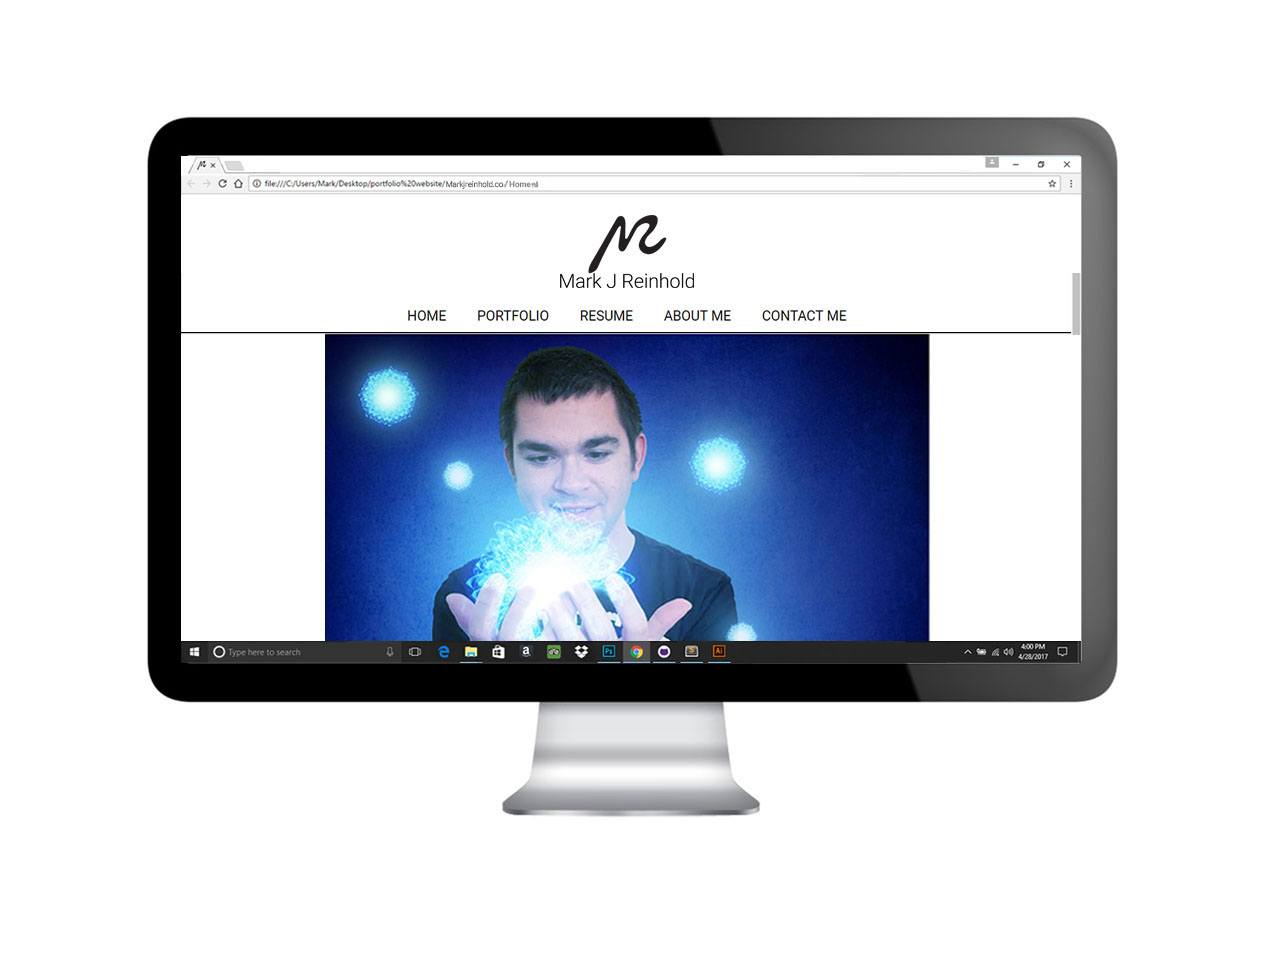 file:///C:/Users/Mark/Desktop/portfolio%20website/Markjreinhold.co/Home
Mark J Reinhold
HOME PORTFOLIO RESUME ABOUT ME CONTACT ME
Type here to search
a
Ps
S
Ai
4:00 PM
4/28/2017